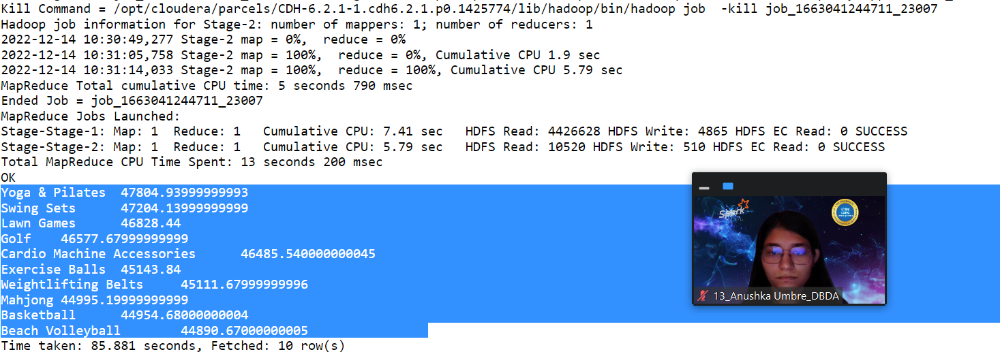 Kill Command = /opt/cloudera/parcels/CDH-6.2.1-1.cdh6.2.1.p0.1425774/lib/hadoop/bin/hadoop job  -kill job_1663041244711_23007
Hadoop job information for Stage-2: number of mappers: 1; number of reducers: 1
2022-12-14 10:30:49,277 Stage-2 map = 0%,  reduce = 0%
2022-12-14 10:31:05,758 Stage-2 map = 100%,  reduce = 0%, Cumulative CPU 1.9 sec
2022-12-14 10:31:14,033 Stage-2 map = 100%,  reduce = 100%, Cumulative CPU 5.79 sec
MapReduce Total cumulative CPU time: 5 seconds 790 msec
Ended Job = job_1663041244711_23007
MapReduce Jobs Launched:
Stage-Stage-1: Map: 1  Reduce: 1   Cumulative CPU: 7.41 sec   HDFS Read: 4426628 HDFS Write: 4865 HDFS EC Read: 0 SUCCESS
Stage-Stage-2: Map: 1  Reduce: 1   Cumulative CPU: 5.79 sec   HDFS Read: 10520 HDFS Write: 510 HDFS EC Read: 0 SUCCESS
Total MapReduce CPU Time Spent: 13 seconds 200 msec
OK
Yoga & Pilates  47804.93999999993
Swing Sets      47204.13999999999
Lawn Games      46828.44
Golf    46577.67999999999
Cardio Machine Accessories      46485.540000000045
Exercise Balls  45143.84
Weightlifting Belts     45111.67999999996
Mahjong 44995.19999999999
Basketball      44954.68000000004
Beach Volleyball        44890.67000000005
Time taken: 85.881 seconds, Fetched: 10 row(s)
Spark
13_Anushka Umbre_DBDA